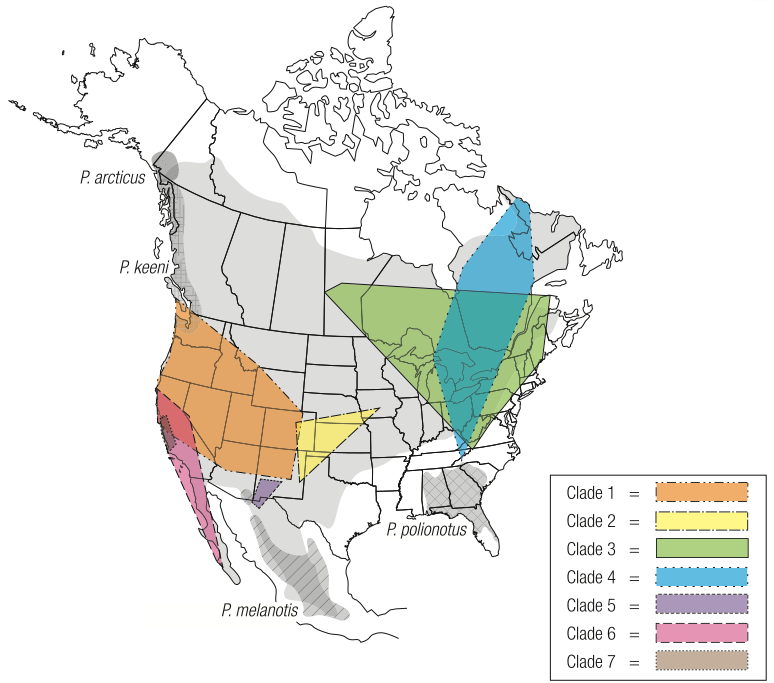 P. arcticus
P. keeni
P. polionotus
P. melanotis
Clade 1 =
Clade 2 =
Clade 3 =
Clade 4 =
Clade 5 =
Clade 6 =
Clade 7 =